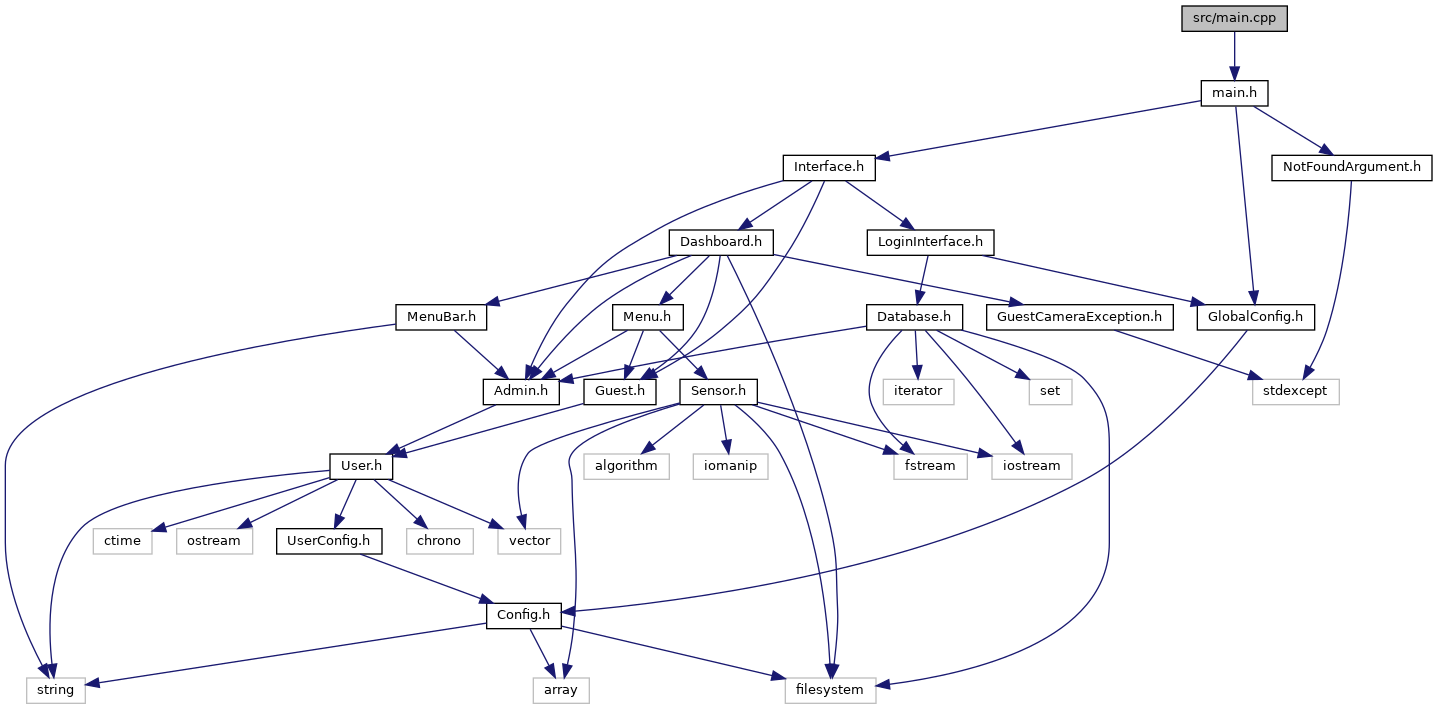 src/main.cpp
main.h
Interface.h
NotFoundArgument.h
Dashboard.h
LoginInterface.h
MenuBar.h
Menu.h
Database.h
GuestCameraException.h
GlobalConfig.h
Admin.h
Guest.h
Sensor.h
iterator
set
stdexcept
User.h
algorithm
iomanip
fstream
iostream
ctime
ostream
UserConfig.h
chrono
vector
Config.h
string
array
filesystem